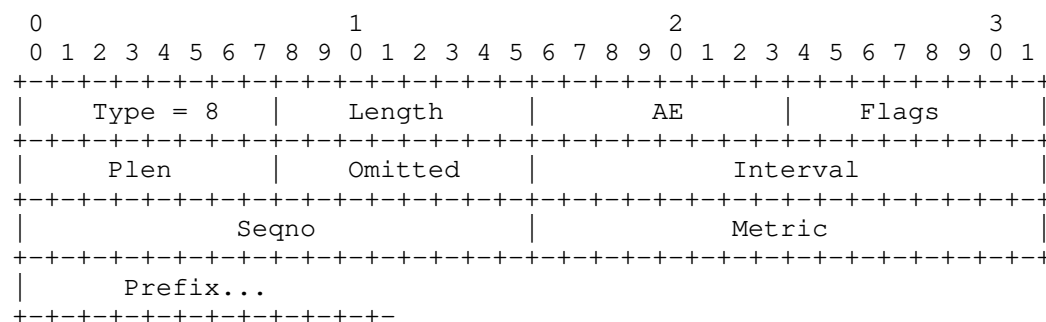 0                   1                   2                   3
 0 1 2 3 4 5 6 7 8 9 0 1 2 3 4 5 6 7 8 9 0 1 2 3 4 5 6 7 8 9 0 1
+-+-+-+-+-+-+-+-+-+-+-+-+-+-+-+-+-+-+-+-+-+-+-+-+-+-+-+-+-+-+-+-+
|    Type = 8   |    Length     |       AE      |    Flags      |
+-+-+-+-+-+-+-+-+-+-+-+-+-+-+-+-+-+-+-+-+-+-+-+-+-+-+-+-+-+-+-+-+
|     Plen      |    Omitted    |            Interval           |
+-+-+-+-+-+-+-+-+-+-+-+-+-+-+-+-+-+-+-+-+-+-+-+-+-+-+-+-+-+-+-+-+
|             Seqno             |            Metric             |
+-+-+-+-+-+-+-+-+-+-+-+-+-+-+-+-+-+-+-+-+-+-+-+-+-+-+-+-+-+-+-+-+
|      Prefix...
+-+-+-+-+-+-+-+-+-+-+-+-